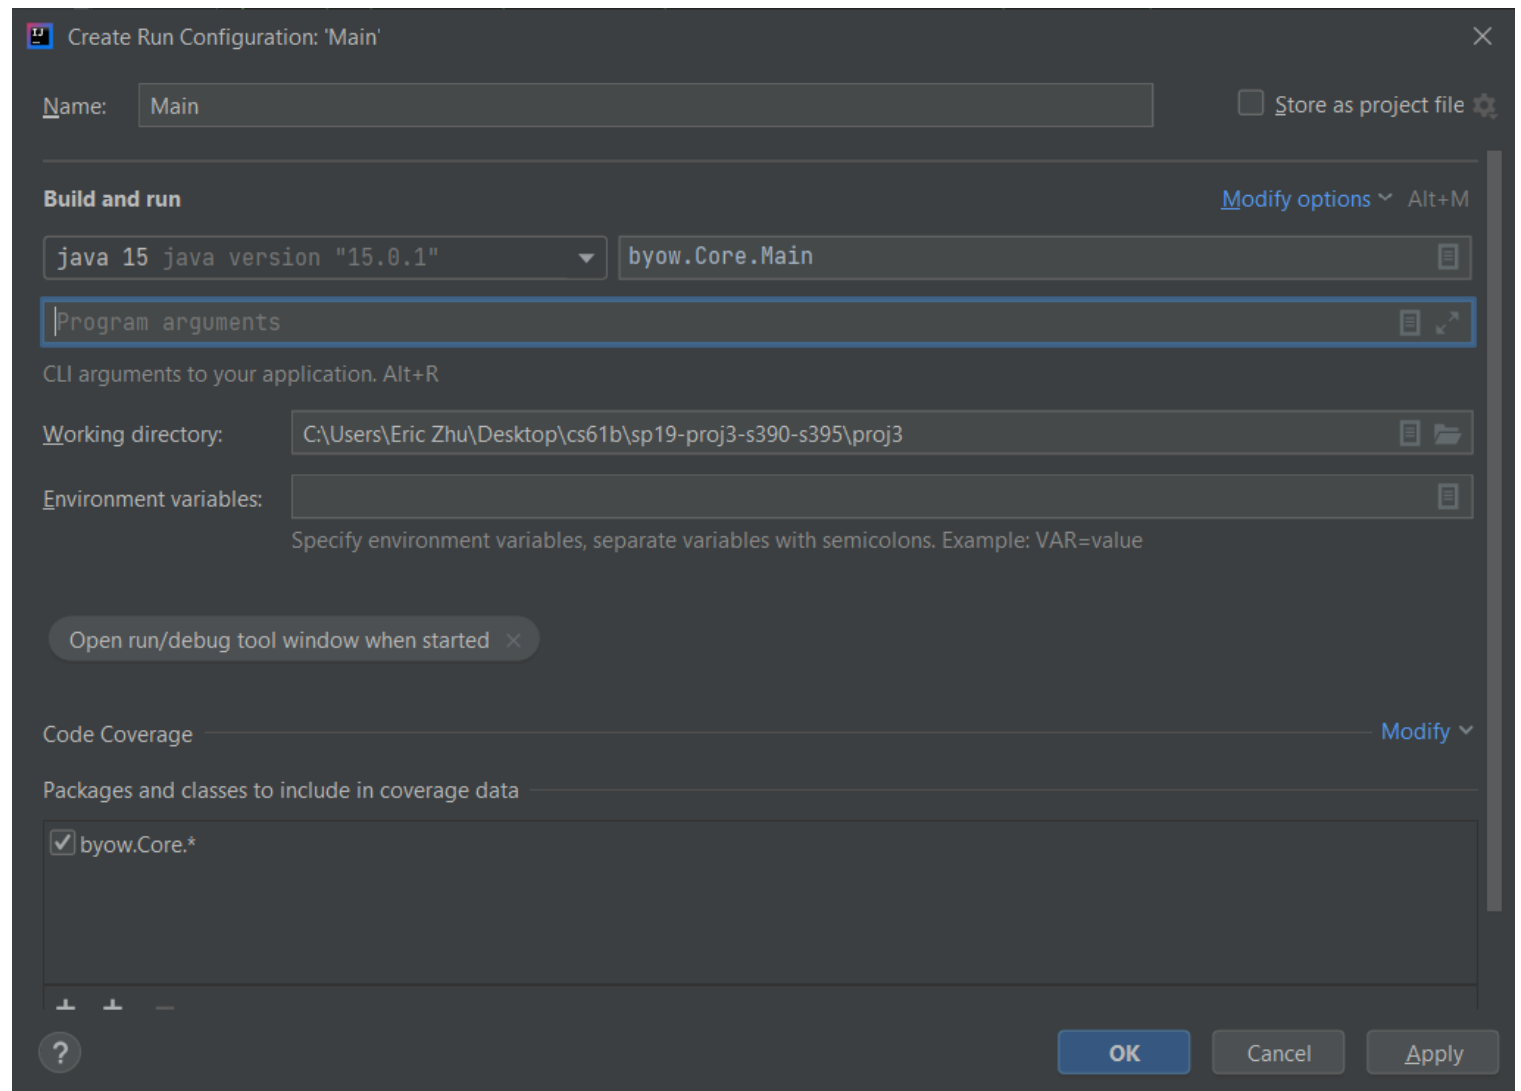 Create Run Configuration: 'Main'
Name: Main Store as project file
Build and run Modify options Alt+M
java 15 java version "15.0.1" byow.Core.Main
Program arguments
CLI arguments to your application. Alt+R
Working directory: C:\Users\Eric Zhu\Desktop\cs61b\sp19-proj3-s390-s395\proj3
Environment variables:
Specify environment variables, separate variables with semicolons. Example: VAR=value
Open run/debug tool window when started ×
Code Coverage Modify
Packages and classes to include in coverage data
byow.Core.*
? OK Cancel Apply